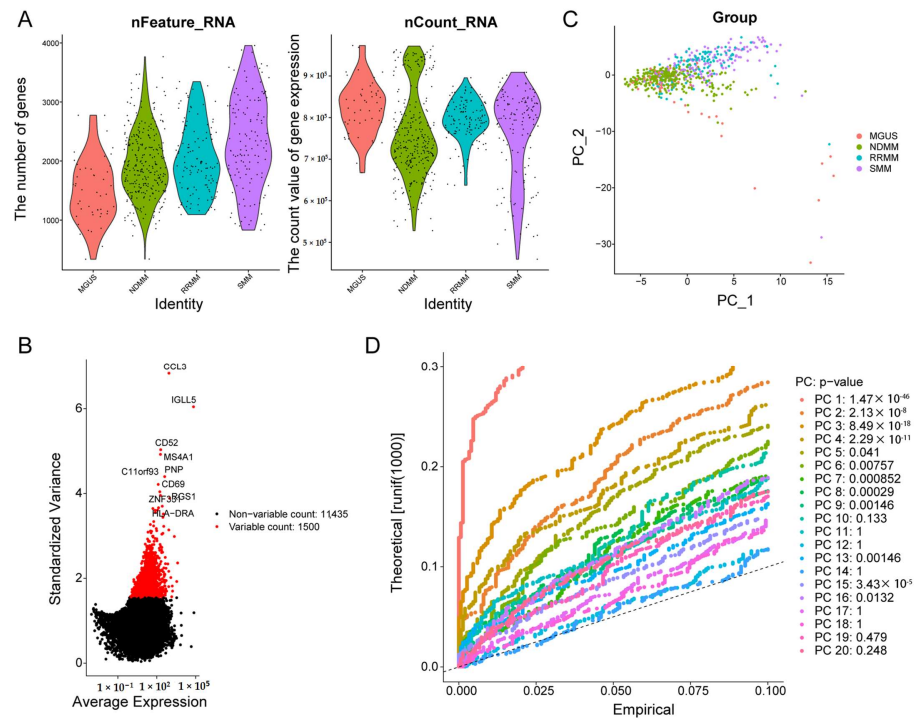 A
nFeature_RNA
The number of genes
4000
3000
2000
1000
MGUS
NDMM
RRMM
SMM
Identity
nCount_RNA
The count value of gene expression
9 × 10⁵
8 × 10⁵
7 × 10⁵
6 × 10⁵
5 × 10⁵
MGUS
NDMM
RRMM
SMM
Identity
C
Group
PC_2
0
−10
−20
−30
−5
0
5
10
15
PC_1
MGUS
NDMM
RRMM
SMM
B
Standardized Variance
6
4
2
0
CCL3
IGLL5
CD52
MS4A1
C11orf93
PNP
CD69
RGS1
ZNF331
HLA−DRA
1 × 10⁻¹
1 × 10²
1 × 10⁵
Average Expression
Non−variable count: 11435
Variable count: 1500
D
Theoretical [runif(1000)]
0.3
0.2
0.1
0.0
0.000
0.025
0.050
0.075
0.100
Empirical
PC: p−value
PC 1: 1.47× 10⁻⁴⁶
PC 2: 2.13× 10⁻⁸
PC 3: 8.49× 10⁻¹⁸
PC 4: 2.29× 10⁻¹¹
PC 5: 0.041
PC 6: 0.00757
PC 7: 0.000852
PC 8: 0.00029
PC 9: 0.00146
PC 10: 0.133
PC 11: 1
PC 12: 1
PC 13: 0.00146
PC 14: 1
PC 15: 3.43× 10⁻⁵
PC 16: 0.0132
PC 17: 1
PC 18: 1
PC 19: 0.479
PC 20: 0.248